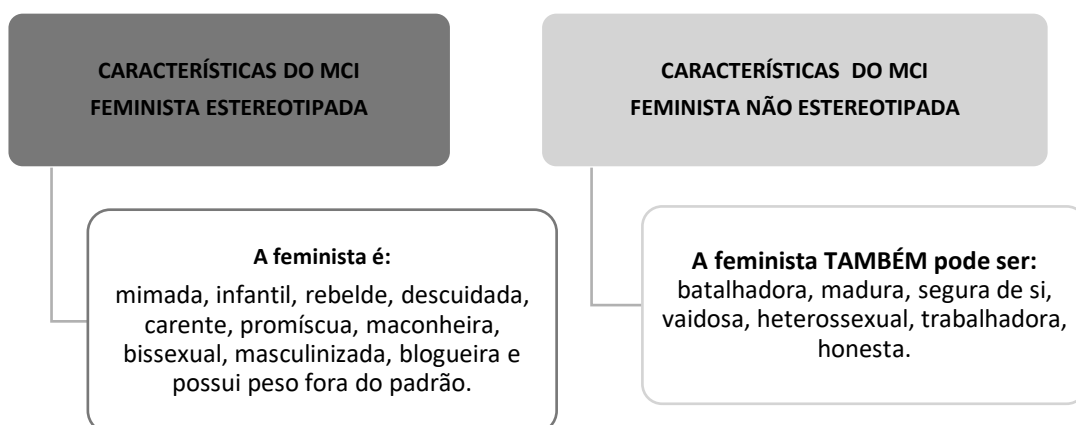 CARACTERÍSTICAS DO MCI
FEMINISTA ESTEREOTIPADA
A feminista é:
mimada, infantil, rebelde, descuidada,
carente, promíscua, maconheira,
bissexual, masculinizada, blogueira e
possui peso fora do padrão.
CARACTERÍSTICAS DO MCI
FEMINISTA NÃO ESTEREOTIPADA
A feminista TAMBÉM pode ser:
batalhadora, madura, segura de si,
vaidosa, heterossexual, trabalhadora,
honesta.